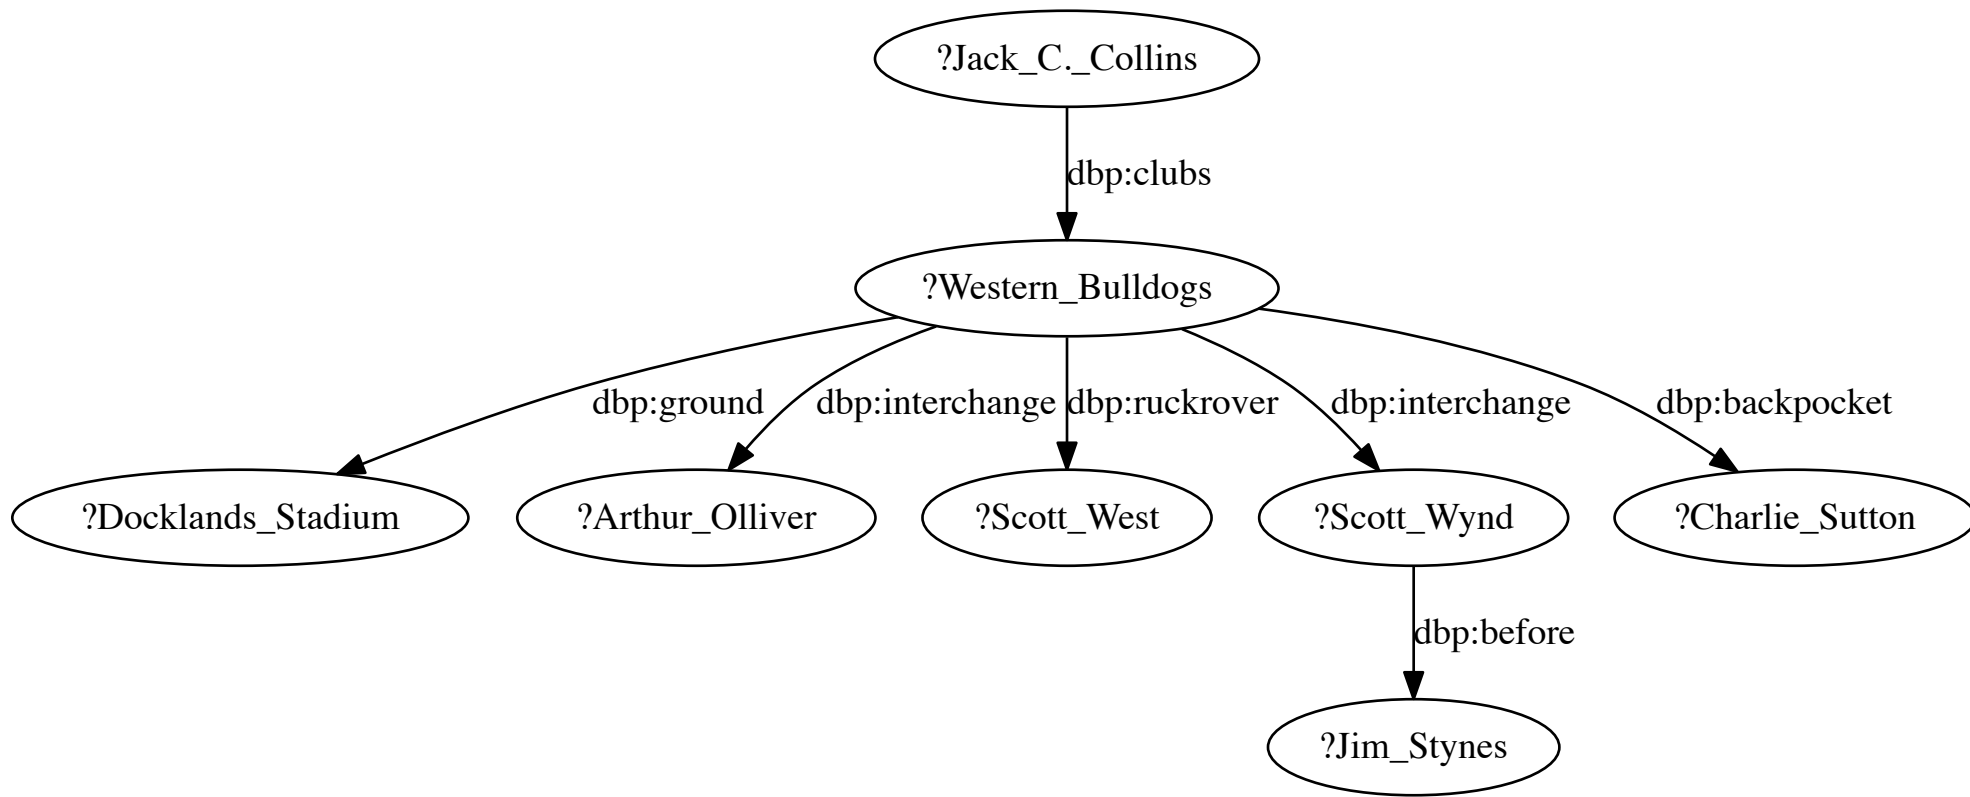 ?Jack_C._Collins
dbp:clubs
?Western_Bulldogs
dbp:ground
dbp:interchange
dbp:ruckrover
dbp:interchange
dbp:backpocket
?Docklands_Stadium
?Arthur_Olliver
?Scott_West
?Scott_Wynd
?Charlie_Sutton
dbp:before
?Jim_Stynes